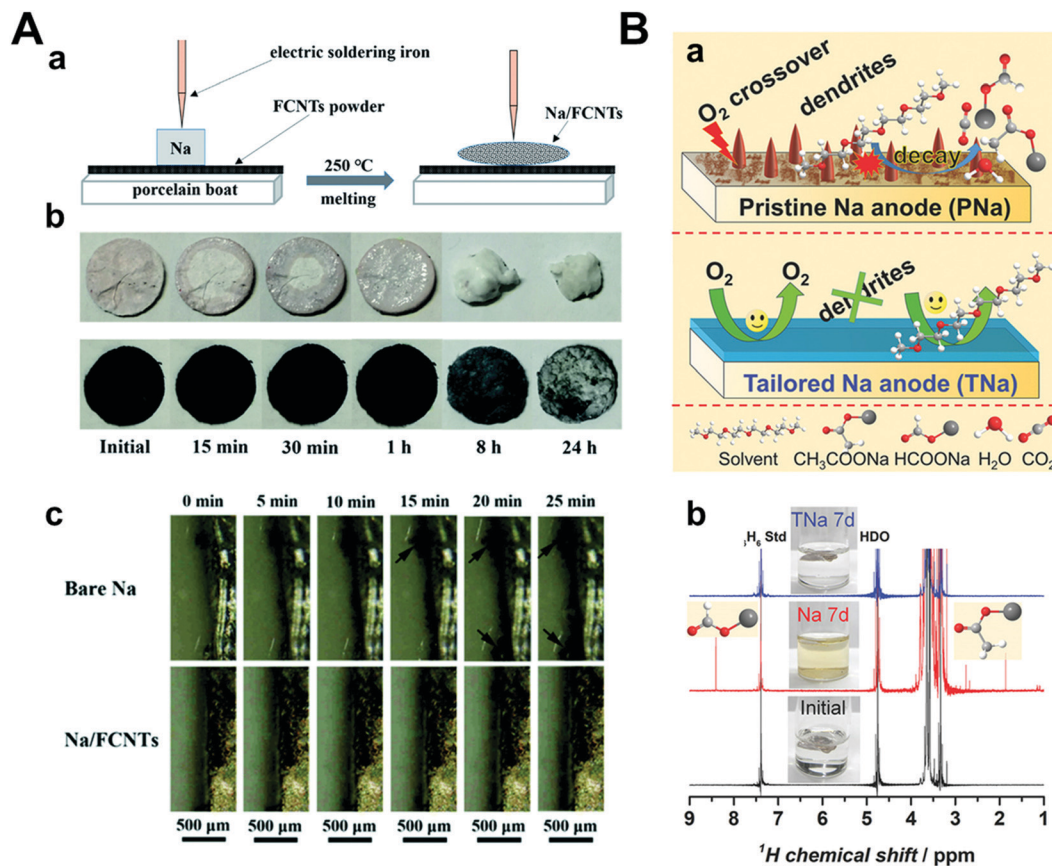 A
a
electric soldering iron
FCNTs powder
Na
Na/FCNTs
250 °C
melting
porcelain boat
b
Initial 15 min 30 min 1 h 8 h 24 h
c
0 min 5 min 10 min 15 min 20 min 25 min
Bare Na
Na/FCNTs
500 µm 500 µm 500 µm 500 µm 500 µm 500 µm
B
a
O₂ crossover
dendrites
decay
Pristine Na anode (PNa)
O₂ O₂
dendrites
Tailored Na anode (TNa)
Solvent CH₃COONa HCOONa H₂O CO₂
b
H₆ Std
TNa 7d
HDO
Na 7d
Initial
9 8 7 6 5 4 3 2 1
¹H chemical shift / ppm